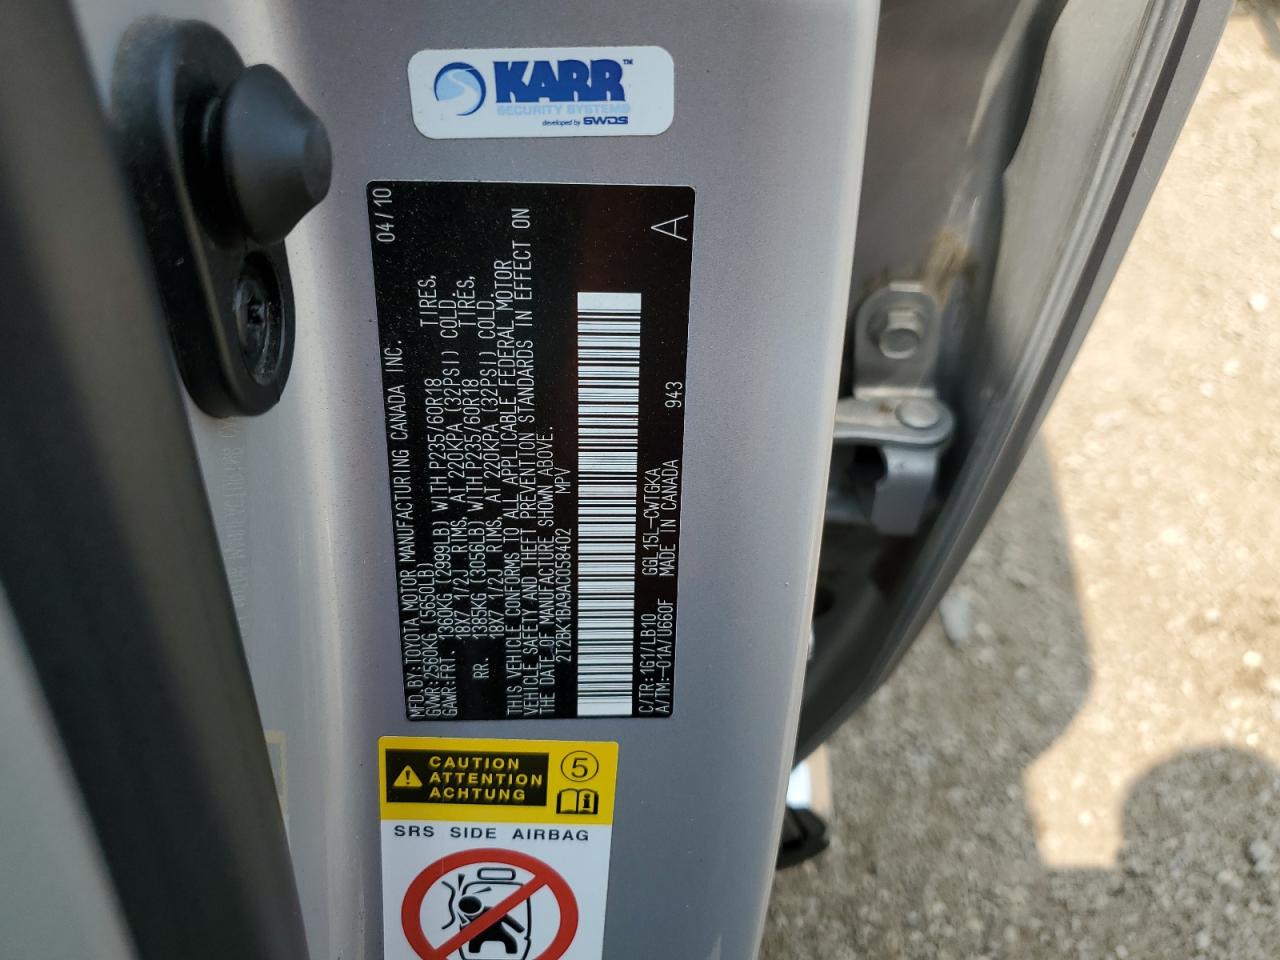 KARR™
SECURITY SYSTEMS
developed by SWDS
MFD.BY:TOYOTA MOTOR MANUFACTURING CANADA INC. 04/10
GVWR:2560KG (5650LB)
GAWR:FRT. 1360KG (2999LB) WITH P235/60R18 TIRES,
18X7 1/2J RIMS, AT 220KPA (32PSI) COLD.
RR. 1385KG (3056LB) WITH P235/60R18 TIRES,
18X7 1/2J RIMS, AT 220KPA (32PSI) COLD.
THIS VEHICLE CONFORMS TO ALL APPLICABLE FEDERAL MOTOR
VEHICLE SAFETY AND THEFT PREVENTION STANDARDS IN EFFECT ON
THE DATE OF MANUFACTURE SHOWN ABOVE.
2T2BK1BA9AC058402 MPV
C/TR:1G1/LB10 GGL15L-CWTGKA 943 A
A/TM:-01A/U660F MADE IN CANADA
CAUTION
ATTENTION
ACHTUNG
5
SRS SIDE AIRBAG